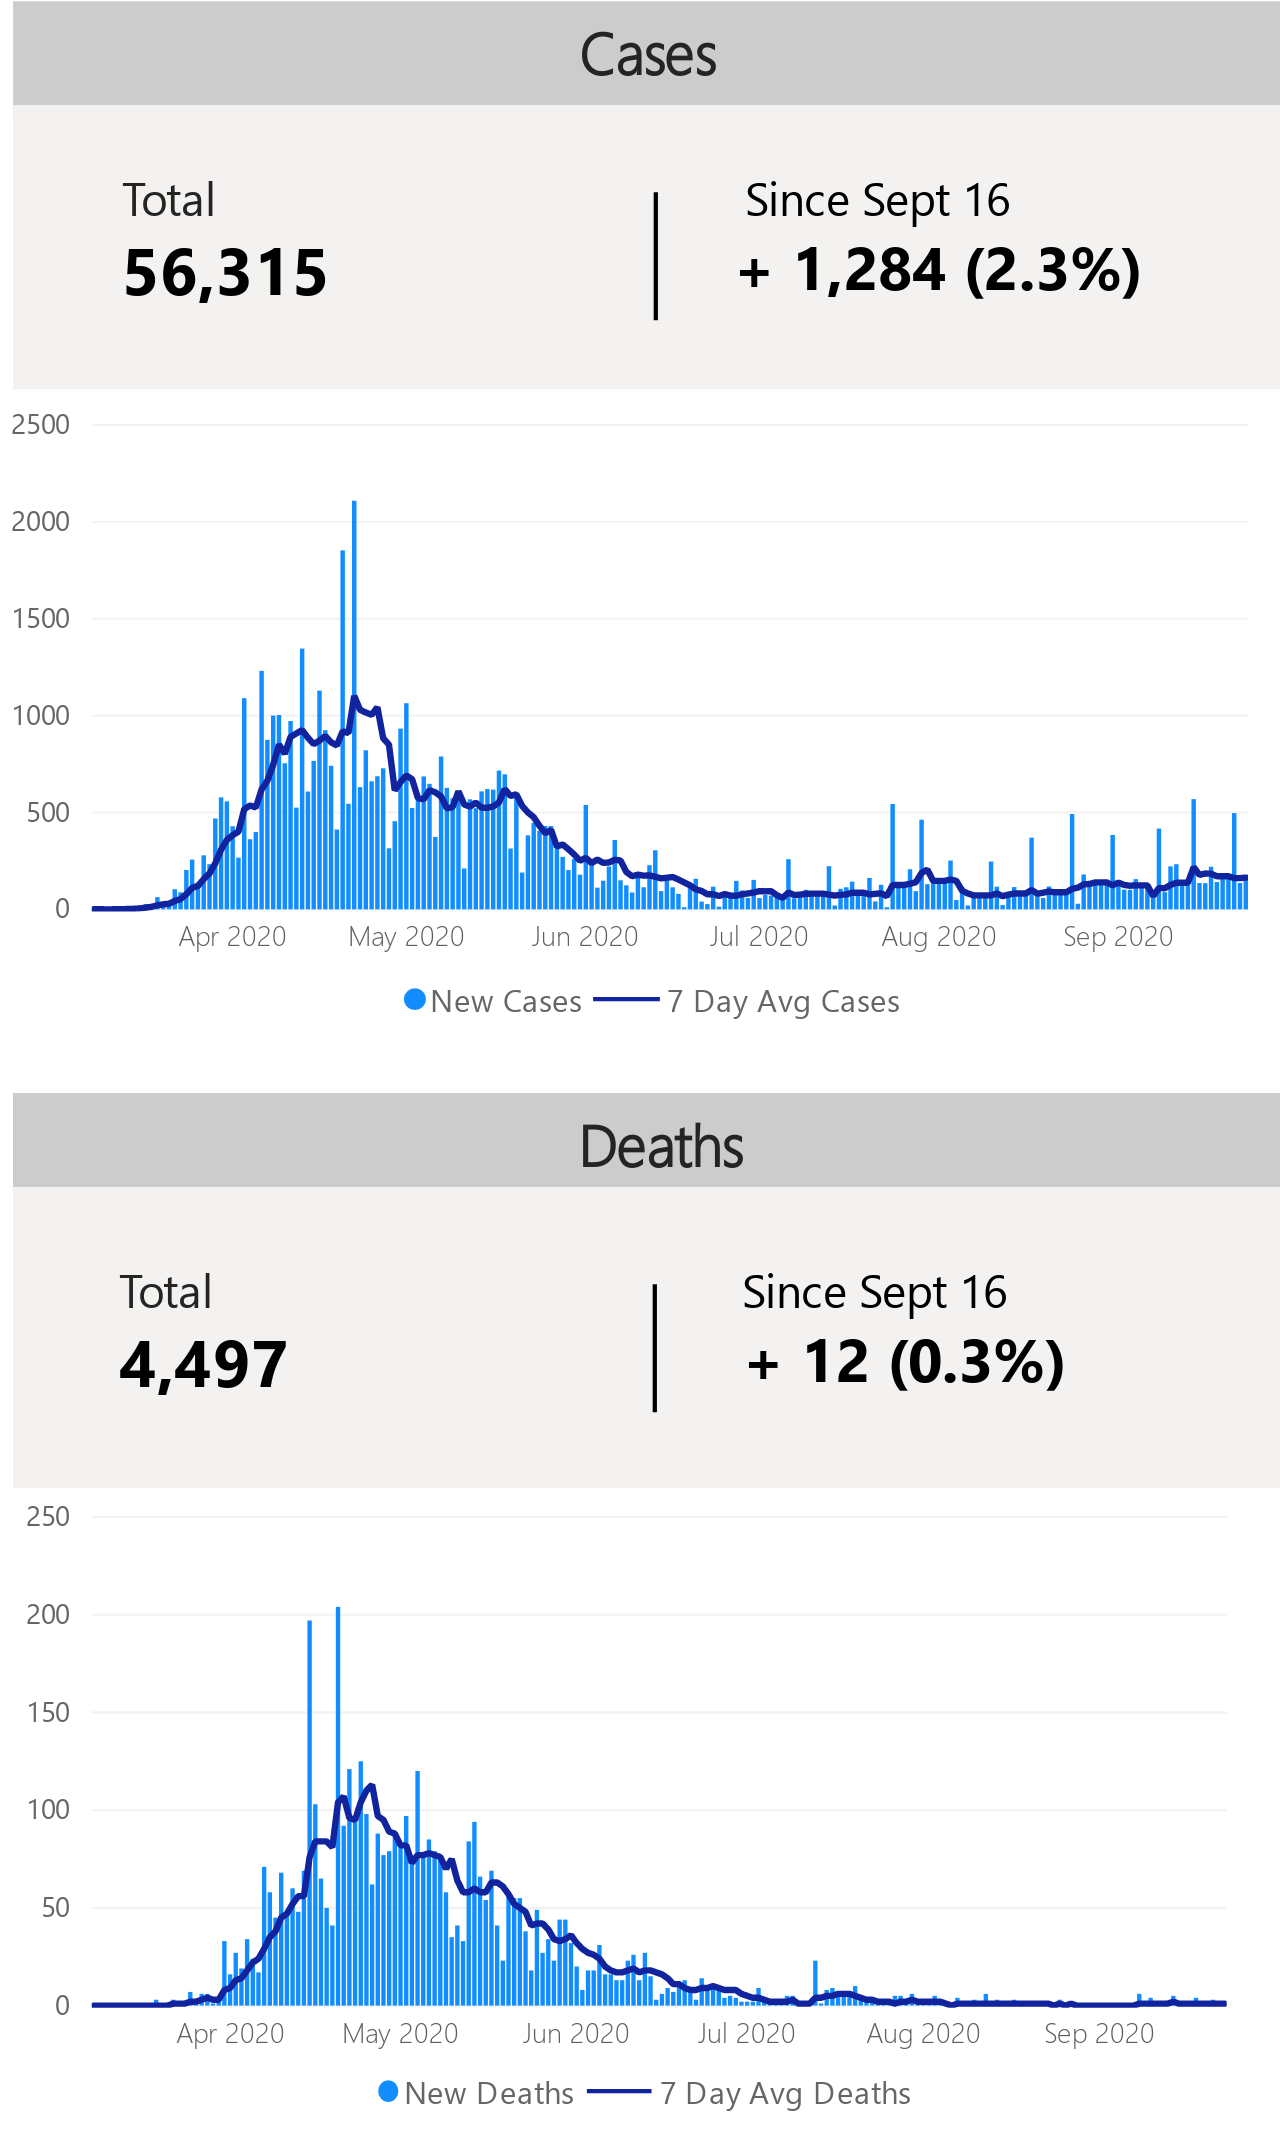 Cases
Total
Since Sept 16
56,315
+ 1,284 (2.3%)
2500
2000
1500
1000
500
0
Apr 2020 May 2020 Jun 2020 Jul 2020 Aug 2020 Sep 2020
New Cases 7 Day Avg Cases
Deaths
Total
Since Sept 16
4,497
+ 12 (0.3%)
250
200
150
100
50
0
Apr 2020 May 2020 Jun 2020 Jul 2020 Aug 2020 Sep 2020
New Deaths 7 Day Avg Deaths